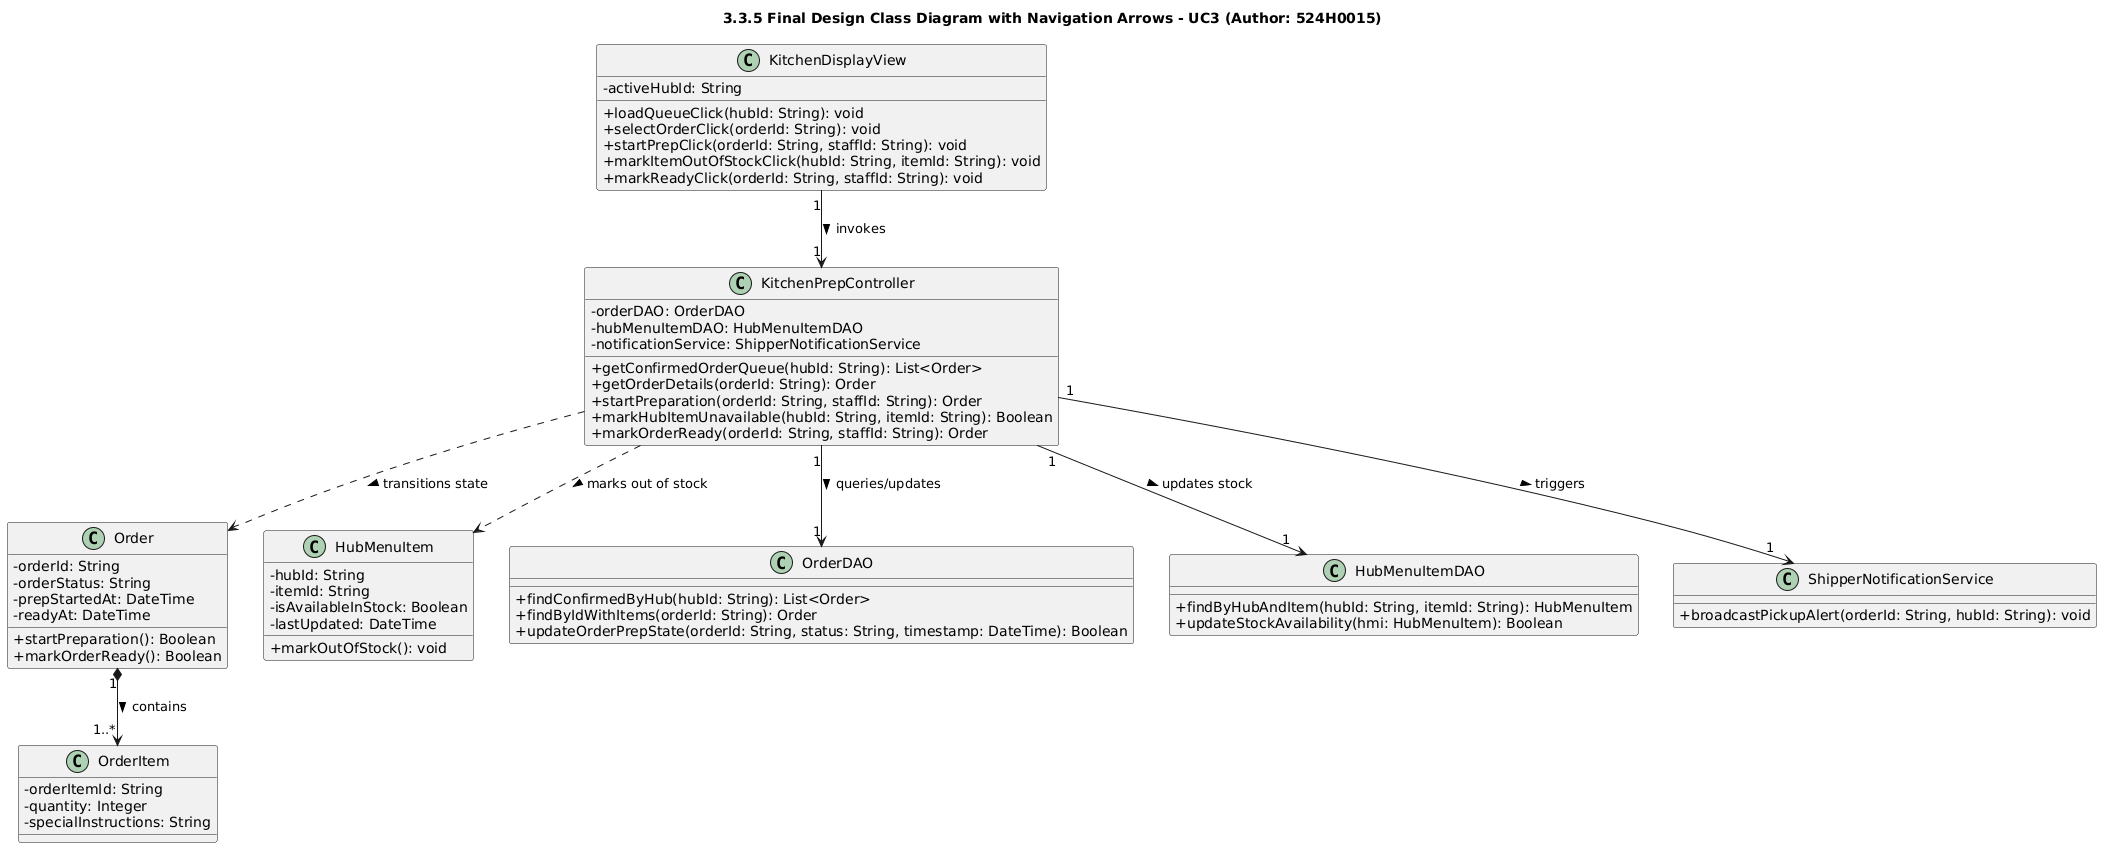 3.3.5 Final Design Class Diagram with Navigation Arrows - UC3 (Author: 524H0015)
C KitchenDisplayView
-activeHubId: String
+loadQueueClick(hubId: String): void
+selectOrderClick(orderId: String): void
+startPrepClick(orderId: String, staffId: String): void
+markItemOutOfStockClick(hubId: String, itemId: String): void
+markReadyClick(orderId: String, staffId: String): void
1
invokes
1
C KitchenPrepController
-orderDAO: OrderDAO
-hubMenuItemDAO: HubMenuItemDAO
-notificationService: ShipperNotificationService
+getConfirmedOrderQueue(hubId: String): List<Order>
+getOrderDetails(orderId: String): Order
+startPreparation(orderId: String, staffId: String): Order
+markHubItemUnavailable(hubId: String, itemId: String): Boolean
+markOrderReady(orderId: String, staffId: String): Order
1
1
1
transitions state
marks out of stock
queries/updates
updates stock
triggers
1
1
1
C Order
-orderId: String
-orderStatus: String
-prepStartedAt: DateTime
-readyAt: DateTime
+startPreparation(): Boolean
+markOrderReady(): Boolean
C HubMenuItem
-hubId: String
-itemId: String
-isAvailableInStock: Boolean
-lastUpdated: DateTime
+markOutOfStock(): void
C OrderDAO
+findConfirmedByHub(hubId: String): List<Order>
+findByIdWithItems(orderId: String): Order
+updateOrderPrepState(orderId: String, status: String, timestamp: DateTime): Boolean
C HubMenuItemDAO
+findByHubAndItem(hubId: String, itemId: String): HubMenuItem
+updateStockAvailability(hmi: HubMenuItem): Boolean
C ShipperNotificationService
+broadcastPickupAlert(orderId: String, hubId: String): void
1
contains
1..*
C OrderItem
-orderItemId: String
-quantity: Integer
-specialInstructions: String